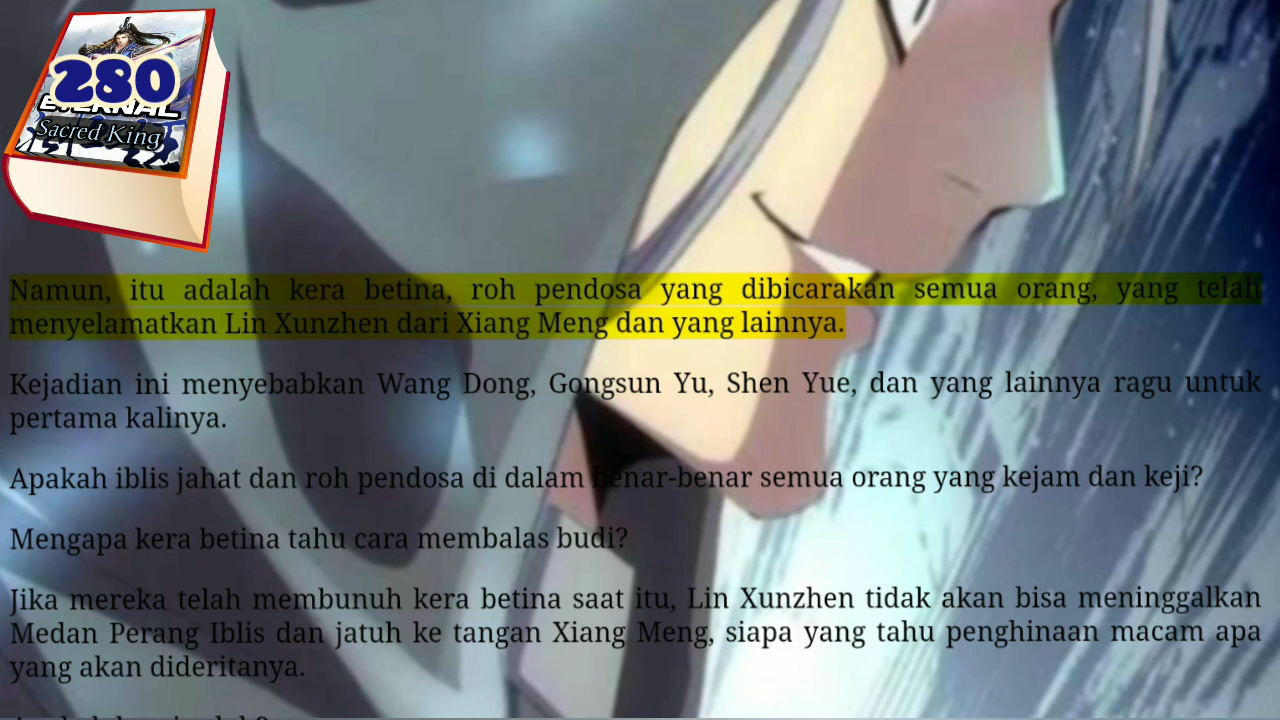 280
ETERNAL
Sacred King
Namun, itu adalah kera betina, roh pendosa yang dibicarakan semua orang, yang telah
menyelamatkan Lin Xunzhen dari Xiang Meng dan yang lainnya.
Kejadian ini menyebabkan Wang Dong, Gongsun Yu, Shen Yue, dan yang lainnya ragu untuk
pertama kalinya.
Apakah iblis jahat dan roh pendosa di dalam benar-benar semua orang yang kejam dan keji?
Mengapa kera betina tahu cara membalas budi?
Jika mereka telah membunuh kera betina saat itu, Lin Xunzhen tidak akan bisa meninggalkan
Medan Perang Iblis dan jatuh ke tangan Xiang Meng, siapa yang tahu penghinaan macam apa
yang akan dideritanya.